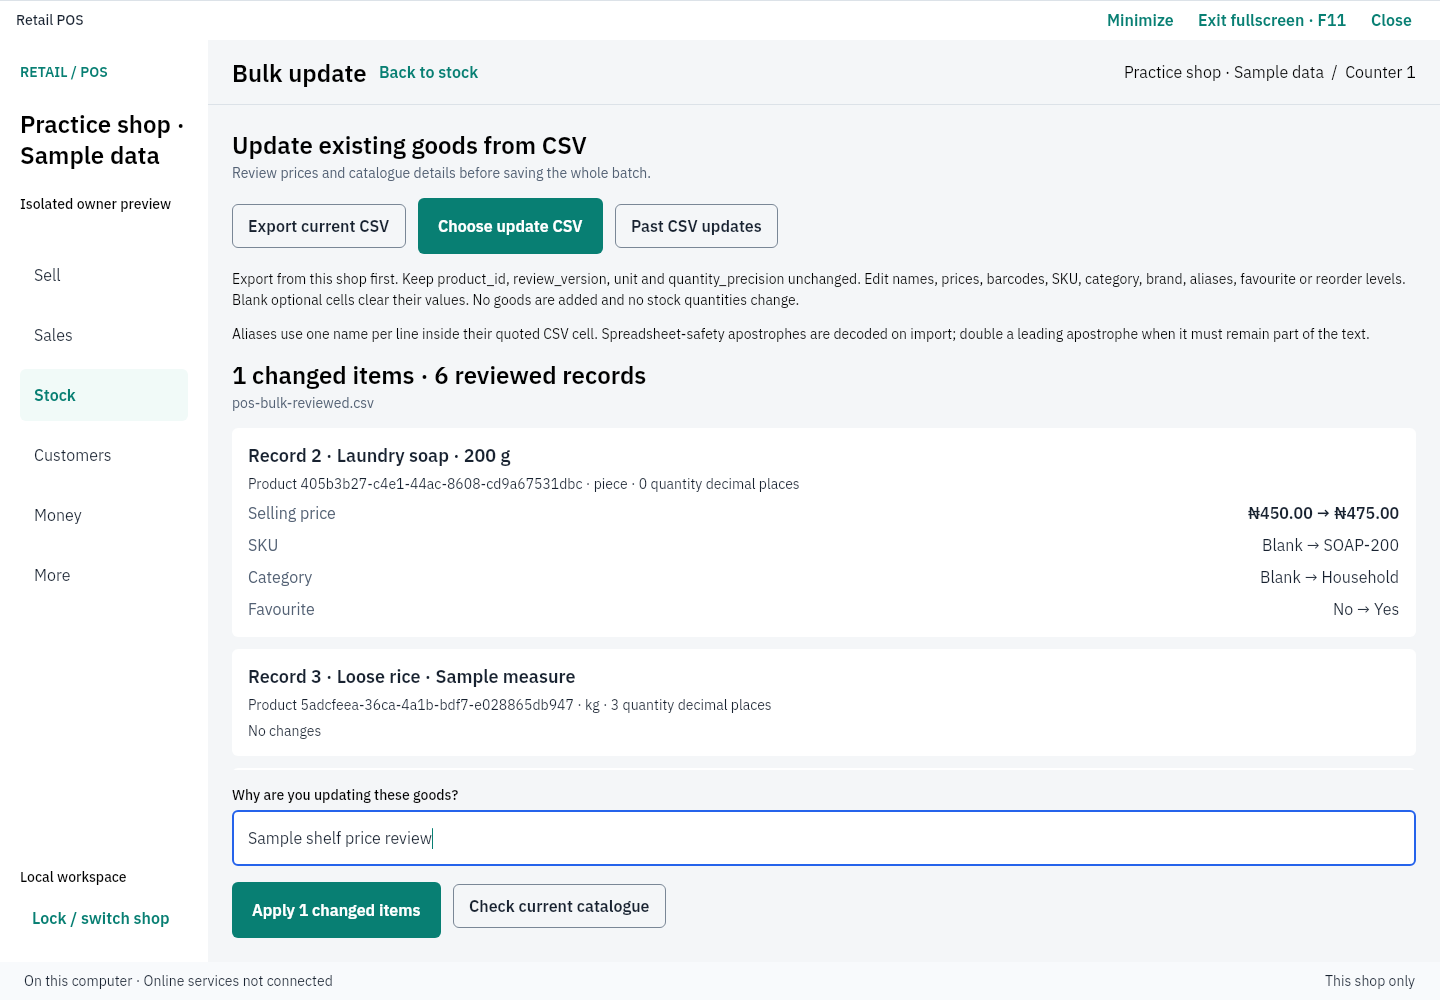 Retail POS
Minimize
Exit fullscreen · F11
Close
RETAIL / POS
Practice shop ·
Sample data
Isolated owner preview
Sell
Sales
Stock
Customers
Money
More
Local workspace
Lock / switch shop
Bulk update
Back to stock
Practice shop · Sample data / Counter 1
Update existing goods from CSV
Review prices and catalogue details before saving the whole batch.
Export current CSV
Choose update CSV
Past CSV updates
Export from this shop first. Keep product_id, review_version, unit and quantity_precision unchanged. Edit names, prices, barcodes, SKU, category, brand, aliases, favourite or reorder levels.
Blank optional cells clear their values. No goods are added and no stock quantities change.
Aliases use one name per line inside their quoted CSV cell. Spreadsheet-safety apostrophes are decoded on import; double a leading apostrophe when it must remain part of the text.
1 changed items · 6 reviewed records
pos-bulk-reviewed.csv
Record 2 · Laundry soap · 200 g
Product 405b3b27-c4e1-44ac-8608-cd9a67531dbc · piece · 0 quantity decimal places
Selling price ₦450.00 → ₦475.00
SKU Blank → SOAP-200
Category Blank → Household
Favourite No → Yes
Record 3 · Loose rice · Sample measure
Product 5adcfeea-36ca-4a1b-bdf7-e028865db947 · kg · 3 quantity decimal places
No changes
Why are you updating these goods?
Sample shelf price review
Apply 1 changed items
Check current catalogue
On this computer · Online services not connected
This shop only